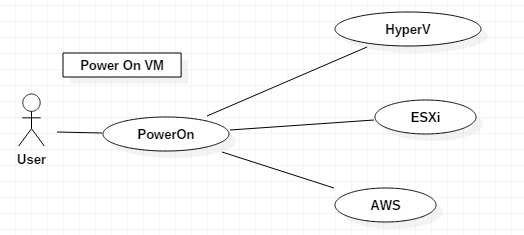 HyperV
Power On VM
ESXi
PowerOn
User
AWS